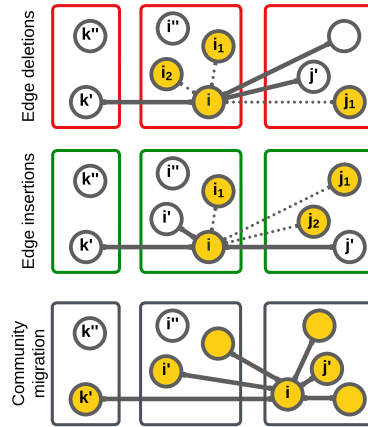 Edge deletions
k''
i''
i₁
i₂
j'
k'
i
j₁
Edge insertions
k''
i''
j₁
i₁
i'
j₂
k'
i
j'
Community
migration
k''
i''
i'
j'
k'
i